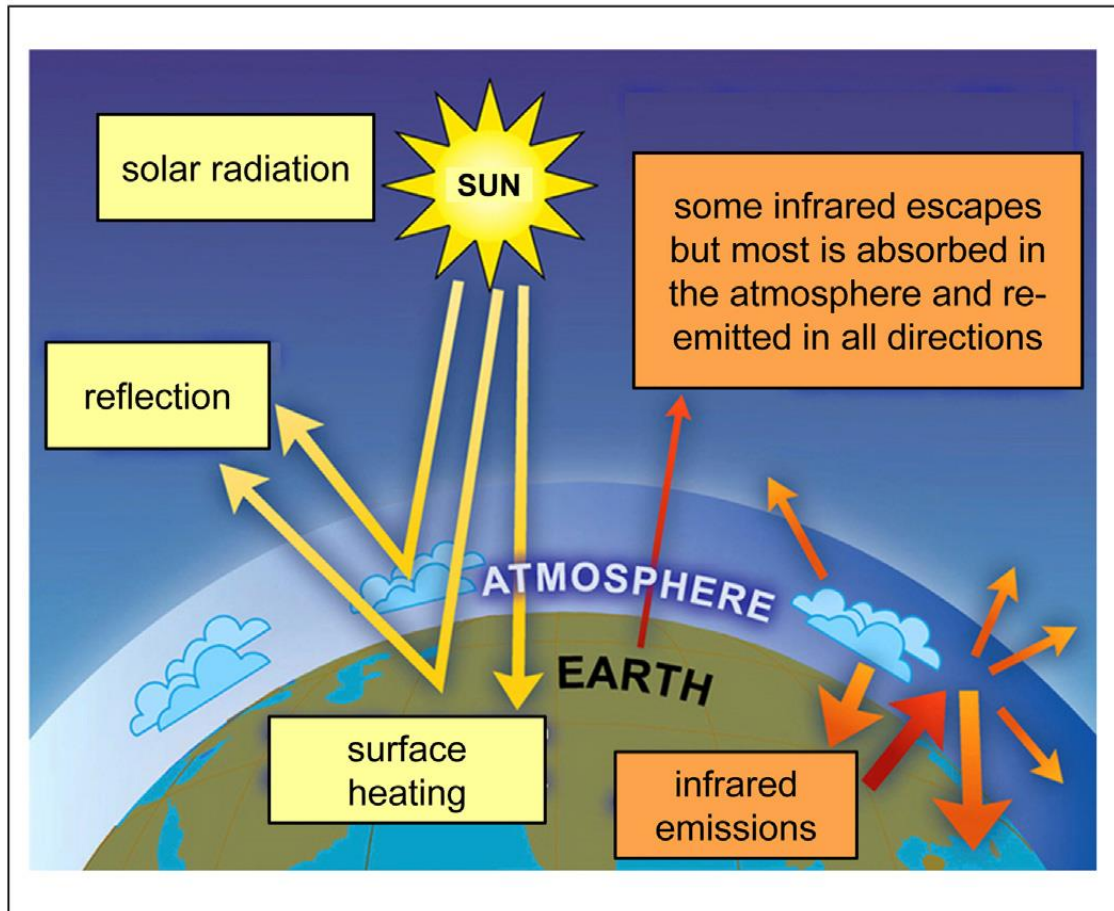 solar radiation
SUN
some infrared escapes
but most is absorbed in
the atmosphere and re-
emitted in all directions
reflection
ATMOSPHERE
EARTH
surface
heating
infrared
emissions